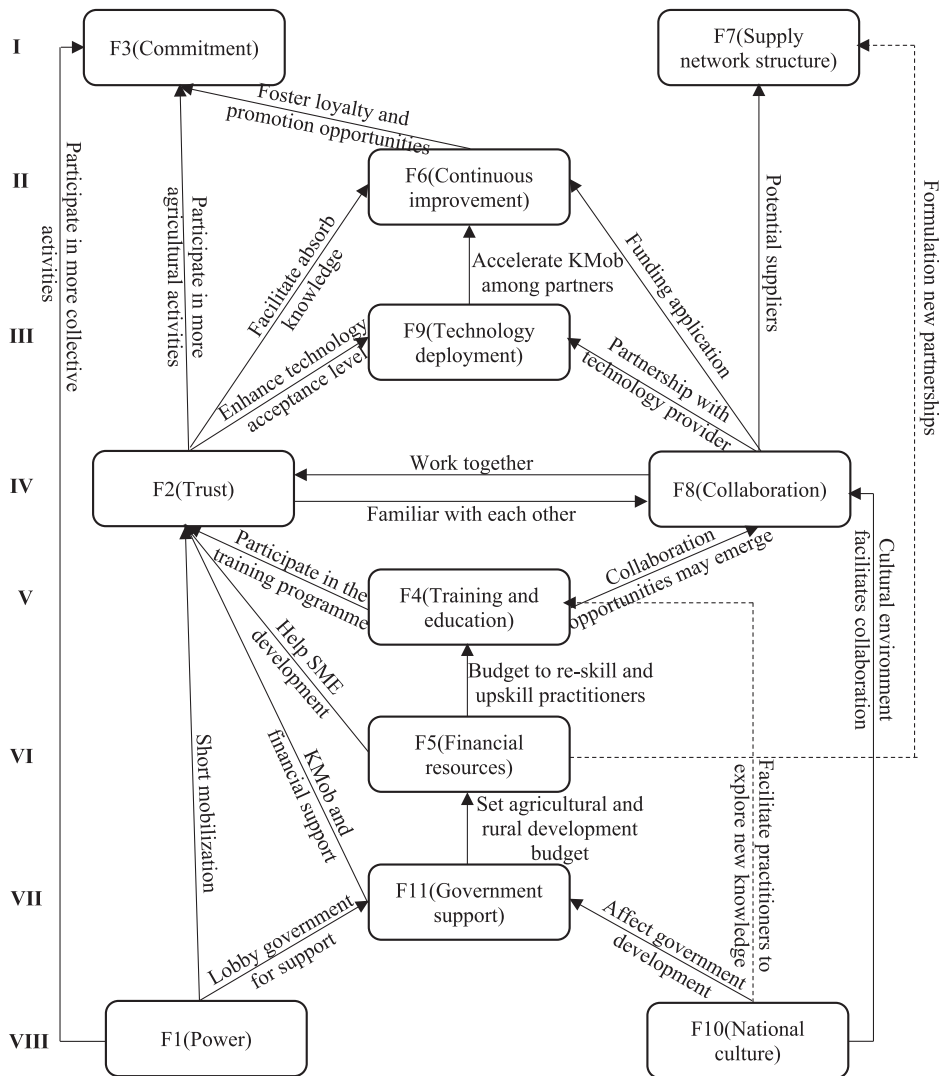 I
F3(Commitment)
F7(Supply
network structure)
Foster loyalty and
promotion opportunities
Participate in more collective
activities
Participate in more
agricultural activities
II
F6(Continuous
improvement)
Facilitate absorb
knowledge
Funding application
Potential suppliers
Formulation new partnerships
Accelerate KMob
among partners
III
F9(Technology
deployment)
Enhance technology
acceptance level
Partnership with
technology provider
IV
F2(Trust)
Work together
Familiar with each other
F8(Collaboration)
Participate in the
training programme
Collaboration
opportunities may emerge
Cultural environment
facilitates collaboration
V
F4(Training and
education)
Help SME
development
Budget to re-skill and
upskill practitioners
VI
F5(Financial
resources)
Short mobilization
KMob and
financial support
Set agricultural and
rural development
budget
Facilitate practitioners to
explore new knowledge
VII
F11(Government
support)
Lobby government
for support
Affect government
development
VIII
F1(Power)
F10(National
culture)